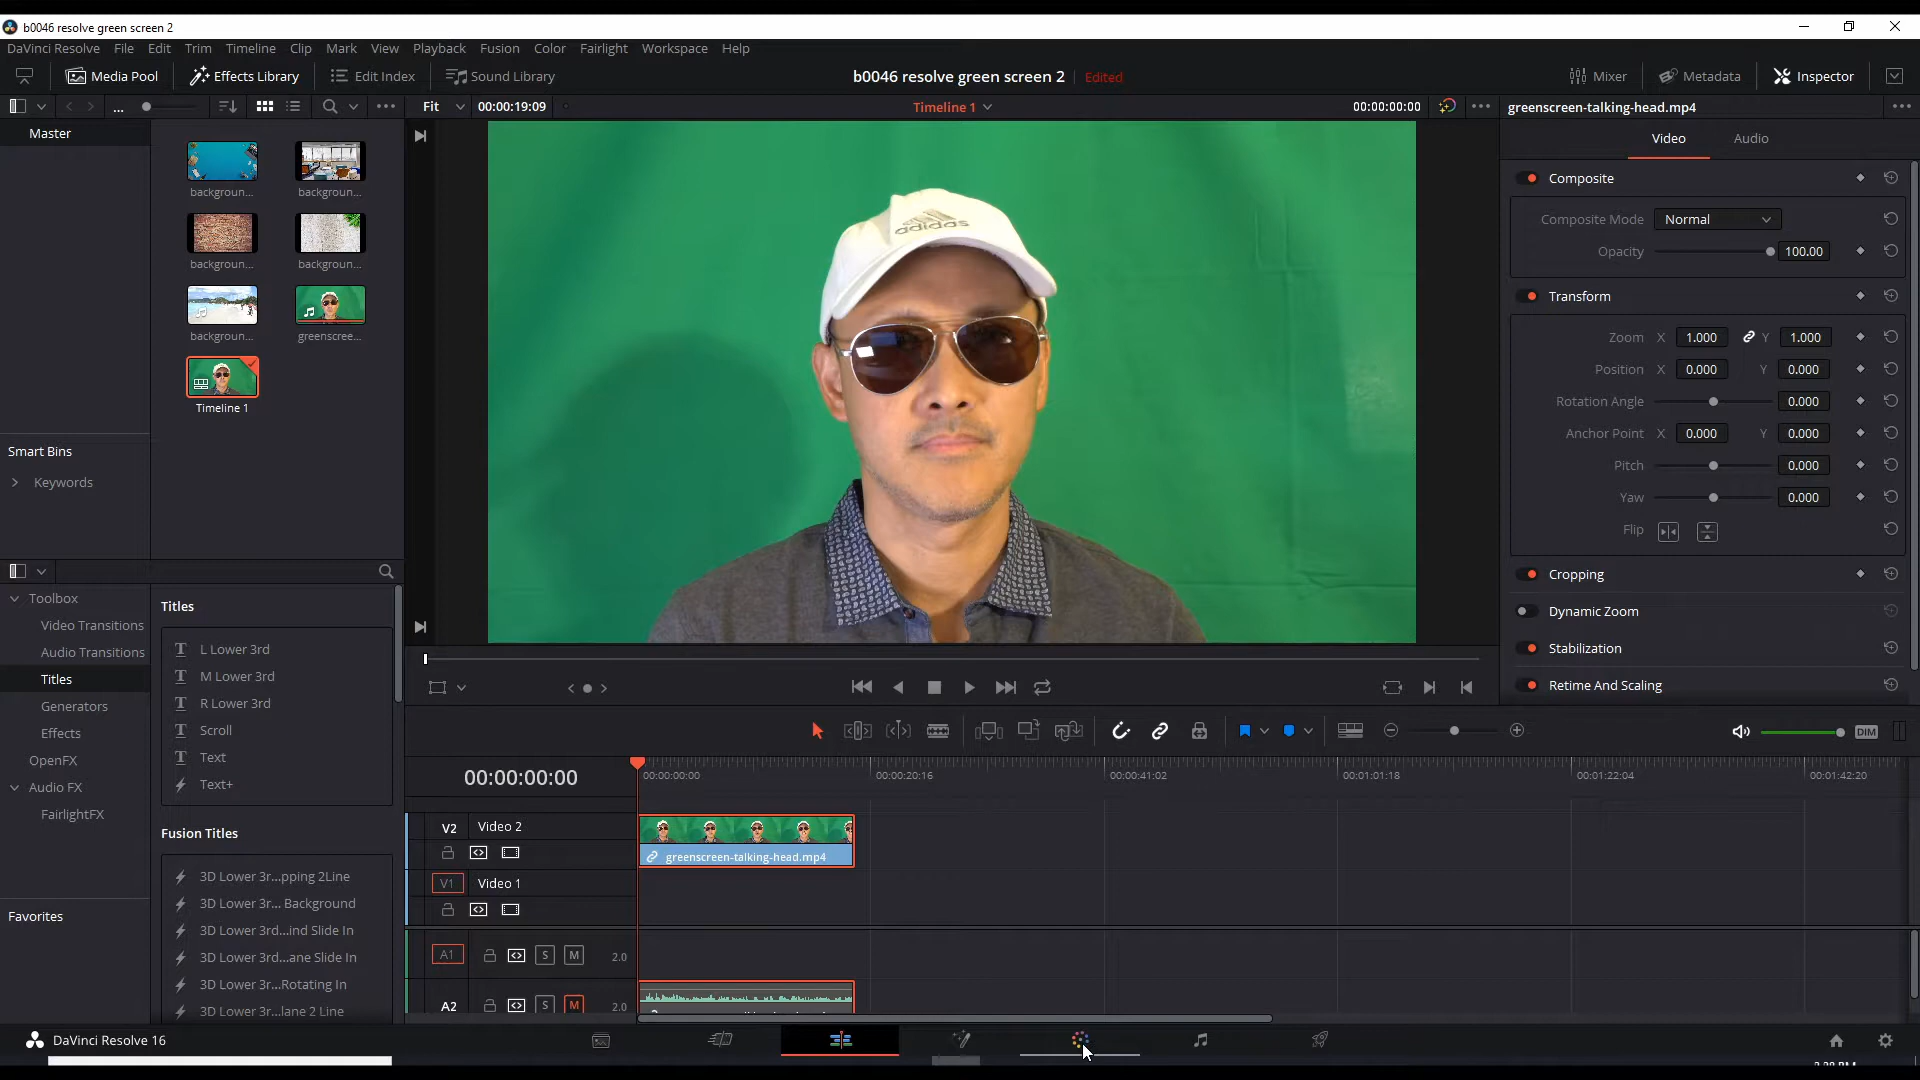 b0046 resolve green screen 2
DaVinci Resolve File Edit Trim Timeline Clip Mark View Playback Fusion Color Fairlight Workspace Help
Media Pool Effects Library Edit Index Sound Library b0046 resolve green screen 2 Edited Mixer Metadata Inspector
... Fit 00:00:19:09 Timeline 1 00:00:00:00 greenscreen-talking-head.mp4
Master
Video Audio
adidas
Composite
backgroun... backgroun...
Composite Mode Normal
Opacity 100.00
backgroun... backgroun...
Transform
Zoom X 1.000 Y 1.000
backgroun... greenscree...
Position X 0.000 Y 0.000
Rotation Angle 0.000
Timeline 1
Anchor Point X 0.000 Y 0.000
Smart Bins
Pitch 0.000
Keywords
Yaw 0.000
Flip
Cropping
Toolbox
Titles
Dynamic Zoom
Video Transitions
L Lower 3rd
Stabilization
Audio Transitions
M Lower 3rd
Titles
R Lower 3rd
Retime And Scaling
Generators
Scroll
Effects
Text
DIM
OpenFX
Text+
Audio FX
FairlightFX
00:00:00:00 00:00:00:00 00:00:20:16 00:00:41:02 00:01:01:18 00:01:22:04 00:01:42:20
Fusion Titles
V2 Video 2
greenscreen-talking-head.mp4
3D Lower 3r...pping 2Line
V1 Video 1
3D Lower 3r... Background
Favorites
3D Lower 3rd...ind Slide In
3D Lower 3rd...ane Slide In
A1 S M 2.0
3D Lower 3r...Rotating In
3D Lower 3r...lane 2 Line
A2 S M 2.0
DaVinci Resolve 16